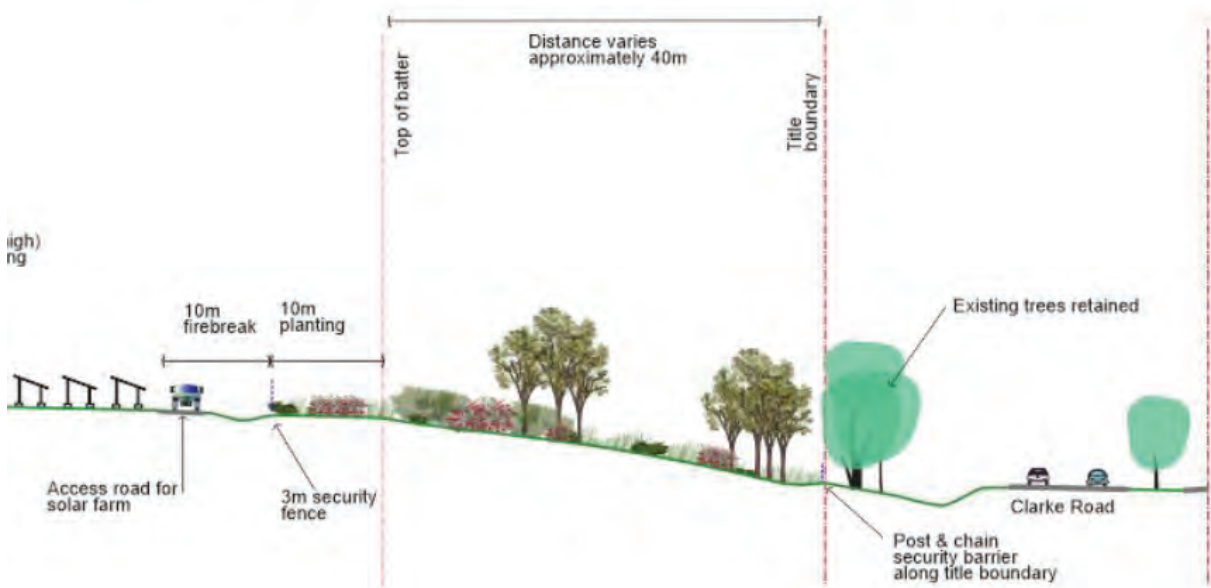 Distance varies
approximately 40m
Top of batter
Title
boundary
10m
firebreak
10m
planting
Existing trees retained
Access road for
solar farm
3m security
fence
Clarke Road
Post & chain
security barrier
along title boundary